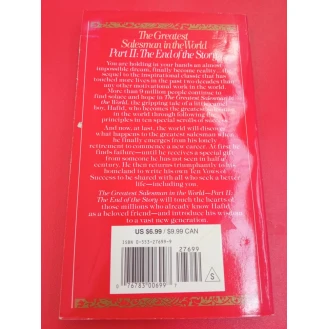 The Greatest
Salesman in the World
Part II: The End of the Story
You are holding in your hands an almost
impossible dream, finally become reality...the
sequel to the inspirational classic that has
touched more lives in the past two decades than
any other motivational work in the world.
More than 9 million people continue to
find solace and hope in The Greatest Salesman in
the World, the gripping tale of a little camel
boy, Hafid, who becomes the greatest salesman
in the world through following the
principles in ten special scrolls of success.
And now, at last, the world will discover
what happens to the greatest salesman when
he finally emerges from his lonely
retirement to commence a new career. At first he
finds failure—until he receives a special gift
from someone he has not seen in half a
century. He then returns triumphantly to his
homeland to write his own Ten Vows of
Success to be shared with all who seek a better
life—including you.
The Greatest Salesman in the World—Part II:
The End of the Story will touch the hearts of
those millions who already know Hafid
as a beloved friend—and introduce his wisdom
to a vast new generation.
US $6.99 / $9.99 CAN
ISBN 0-553-27699-9
27699
0 76783 00699 7
S